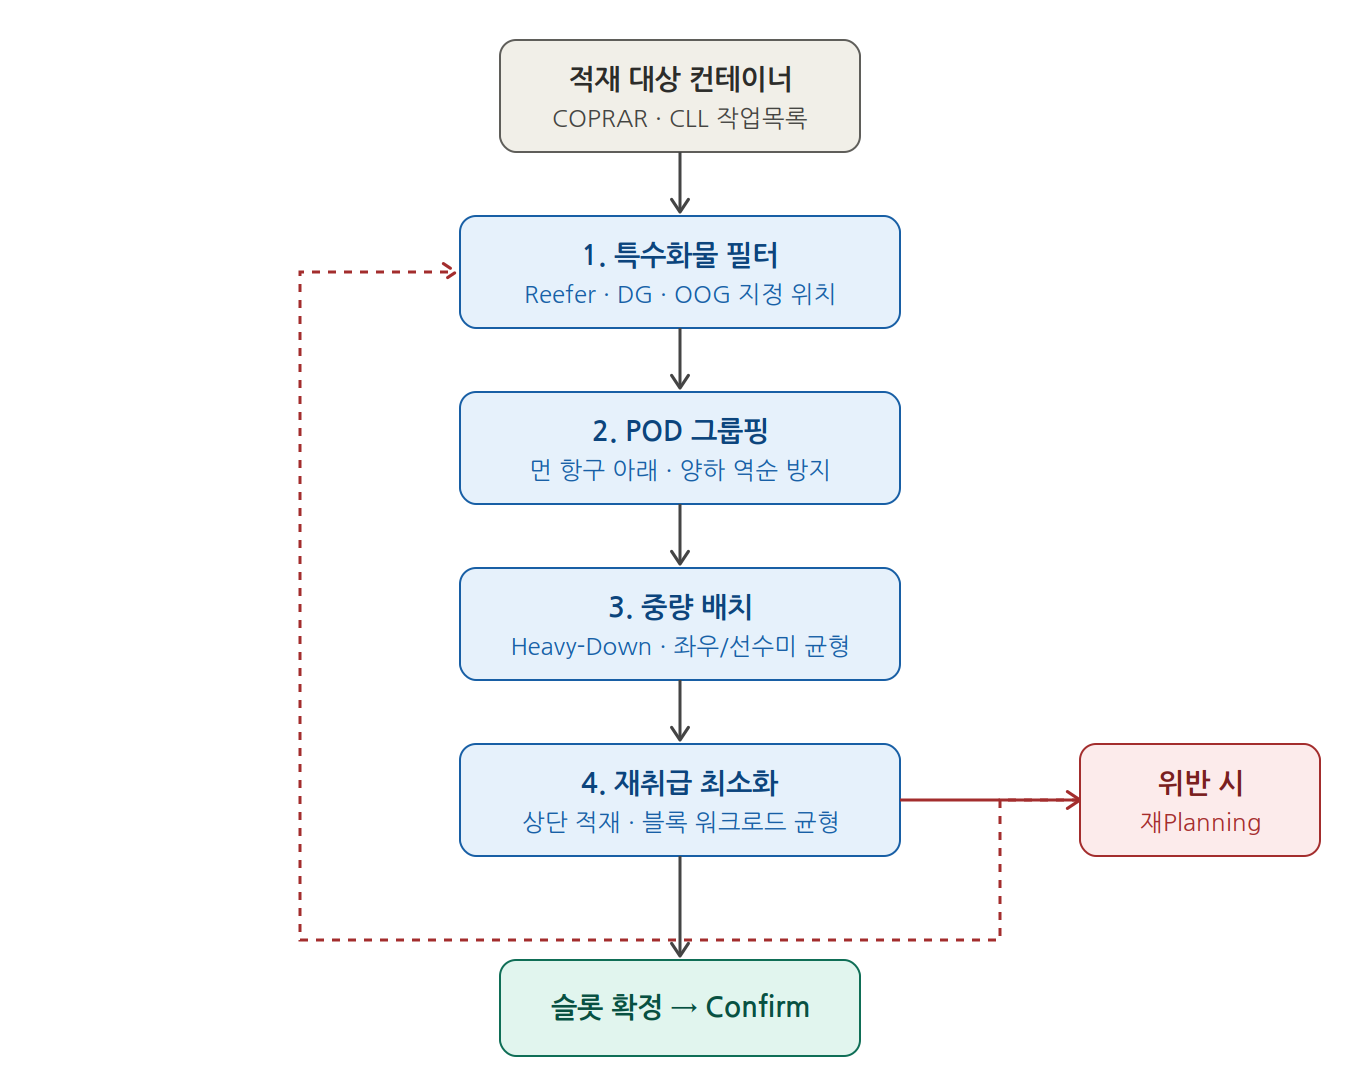 적재 대상 컨테이너
COPRAR · CLL 작업목록
1. 특수화물 필터
Reefer · DG · OOG 지정 위치
2. POD 그룹핑
먼 항구 아래 · 양하 역순 방지
3. 중량 배치
Heavy-Down · 좌우/선수미 균형
4. 재취급 최소화
상단 적재 · 블록 워크로드 균형
위반 시
재Planning
슬롯 확정 → Confirm